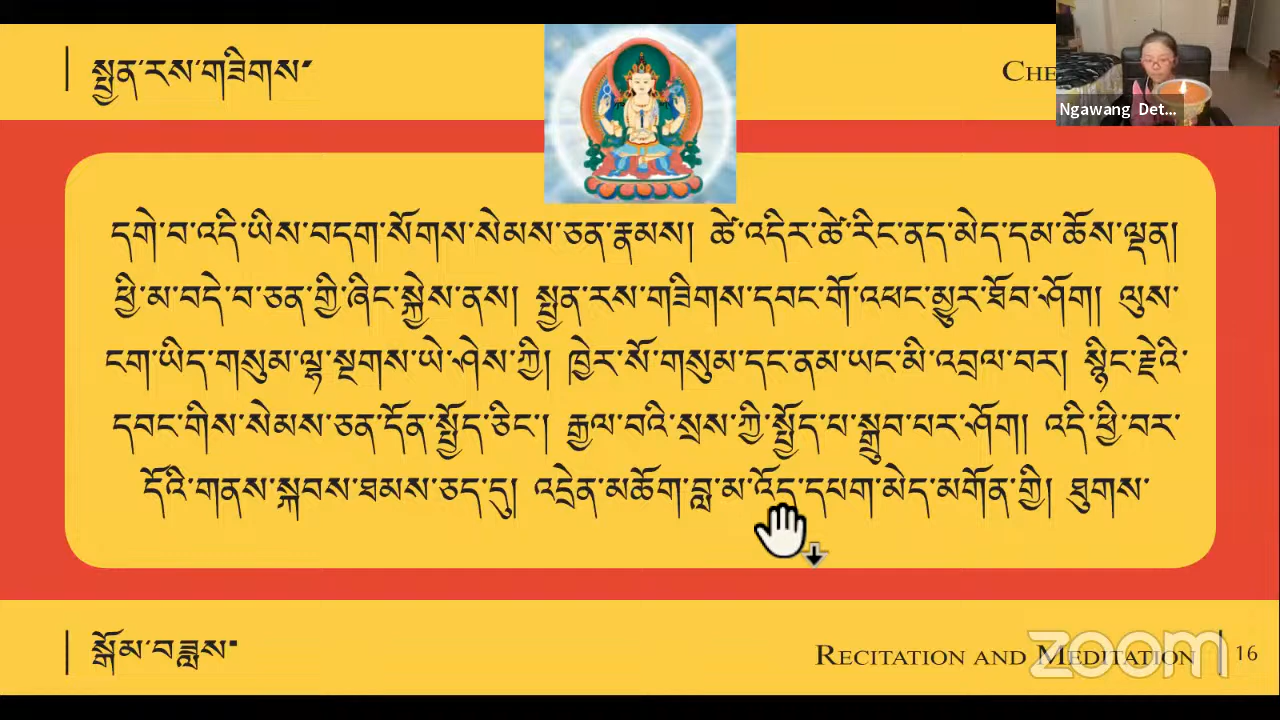 སྤྱན་རས་གཟིགས་
CHE
Ngawang Det...
དགེ་བ་འདི་ཡིས་བདག་སོགས་སེམས་ཅན་རྣམས། ཚེ་འདིར་ཚེ་རིང་ནད་མེད་དམ་ཆོས་ལྡན།
ཕྱི་མ་བདེ་བ་ཅན་གྱི་ཞིང་སྐྱེས་ནས། སྤྱན་རས་གཟིགས་དབང་གོ་འཕང་མྱུར་ཐོབ་ཤོག། ལུས་
ངག་ཡིད་གསུམ་ལྷ་སྔགས་ཡེ་ཤེས་ཀྱི། ཁྱེར་སོ་གསུམ་དང་ནམ་ཡང་མི་འབྲལ་བར། སྙིང་རྗེའི་
དབང་གིས་སེམས་ཅན་དོན་སྤྱོད་ཅིང་། རྒྱལ་བའི་སྲས་ཀྱི་སྤྱོད་པ་སྒྲུབ་པར་ཤོག། འདི་ཕྱི་བར་
དོའི་གནས་སྐབས་ཐམས་ཅད་དུ། འདྲེན་མཆོག་བླ་མ་འོད་དཔག་མེད་མགོན་གྱི། ཐུགས་
སྒོམ་བཟླས་
RECITATION AND MEDITATION
16
zoom